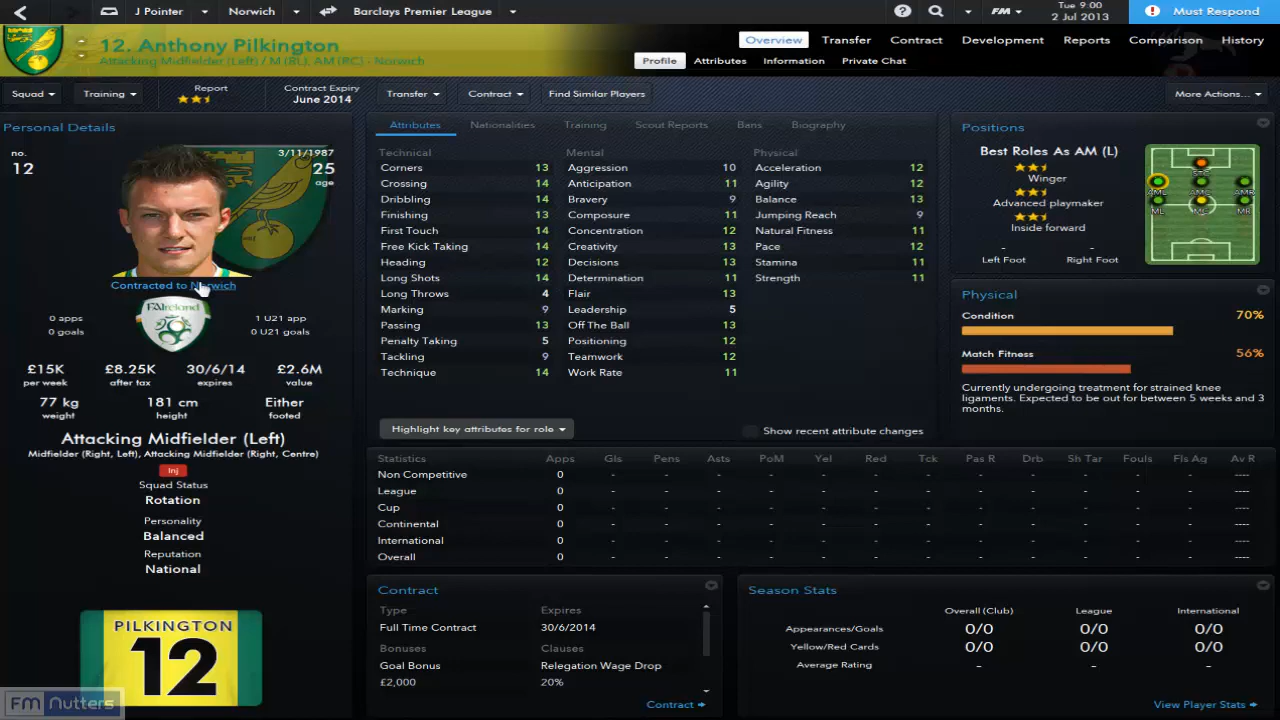 J Pointer
Norwich
Barclays Premier League
FM
Tu 9:00
2 Jul 2013
Must Respond
12. Anthony Pilkington
Attacking Midfielder (Left) / M (RL), AM (RC) - Norwich
Overview
Transfer
Contract
Development
Reports
Comparison
History
Profile
Attributes
Information
Private Chat
Squad
Training
Report
Contract Expiry
June 2014
Transfer
Contract
Find Similar Players
More Actions...
Personal Details
no.
12
3/11/1987
25
age
Contracted to Norwich
FAIreland
0 apps
0 goals
1 U21 app
0 U21 goals
£15K
per week
£8.25K
after tax
30/6/14
expires
£2.6M
value
77 kg
weight
181 cm
height
Either
footed
Attacking Midfielder (Left)
Midfielder (Right, Left), Attacking Midfielder (Right, Centre)
Inj
Squad Status
Rotation
Personality
Balanced
Reputation
National
PILKINGTON
12
FM Nutters
Attributes
Nationalities
Training
Scout Reports
Bans
Biography
Technical
Corners 13
Crossing 14
Dribbling 14
Finishing 13
First Touch 14
Free Kick Taking 14
Heading 12
Long Shots 14
Long Throws 4
Marking 9
Passing 13
Penalty Taking 5
Tackling 9
Technique 14
Mental
Aggression 10
Anticipation 11
Bravery 9
Composure 11
Concentration 12
Creativity 13
Decisions 13
Determination 11
Flair 13
Leadership 5
Off The Ball 13
Positioning 12
Teamwork 12
Work Rate 11
Physical
Acceleration 12
Agility 12
Balance 13
Jumping Reach 9
Natural Fitness 11
Pace 12
Stamina 11
Strength 11
Highlight key attributes for role
Show recent attribute changes
Positions
Best Roles As AM (L)
Winger
Advanced playmaker
Inside forward
-
Left Foot
-
Right Foot
STC
AML
AMC
AMR
ML
MC
MR
Physical
Condition 70%
Match Fitness 56%
Currently undergoing treatment for strained knee
ligaments. Expected to be out for between 5 weeks and 3
months.
Statistics Apps Gls Pens Asts PoM Yel Red Tck Pas R Drb Sh Tar Fouls Fls Ag Av R
Non Competitive 0 - - - - - - - - - - - - ----
League 0 - - - - - - - - - - - - ----
Cup 0 - - - - - - - - - - - - ----
Continental 0 - - - - - - - - - - - - ----
International 0 - - - - - - - - - - - - ----
Overall 0 - - - - - - - - - - - - ----
Contract
Type
Full Time Contract
Bonuses
Goal Bonus
£2,000
Expires
30/6/2014
Clauses
Relegation Wage Drop
20%
Contract
Season Stats
Overall (Club) League International
Appearances/Goals 0/0 0/0 0/0
Yellow/Red Cards 0/0 0/0 0/0
Average Rating - - -
View Player Stats